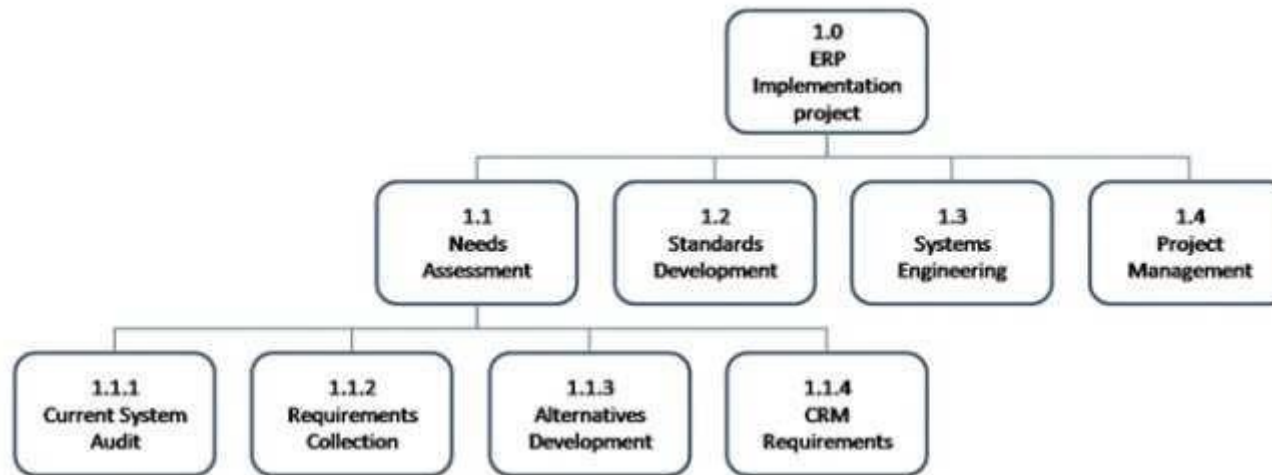 1.0
ERP
Implementation
project
1.1
Needs
Assessment
1.2
Standards
Development
1.3
Systems
Engineering
1.4
Project
Management
1.1.1
Current System
Audit
1.1.2
Requirements
Collection
1.1.3
Alternatives
Development
1.1.4
CRM
Requirements